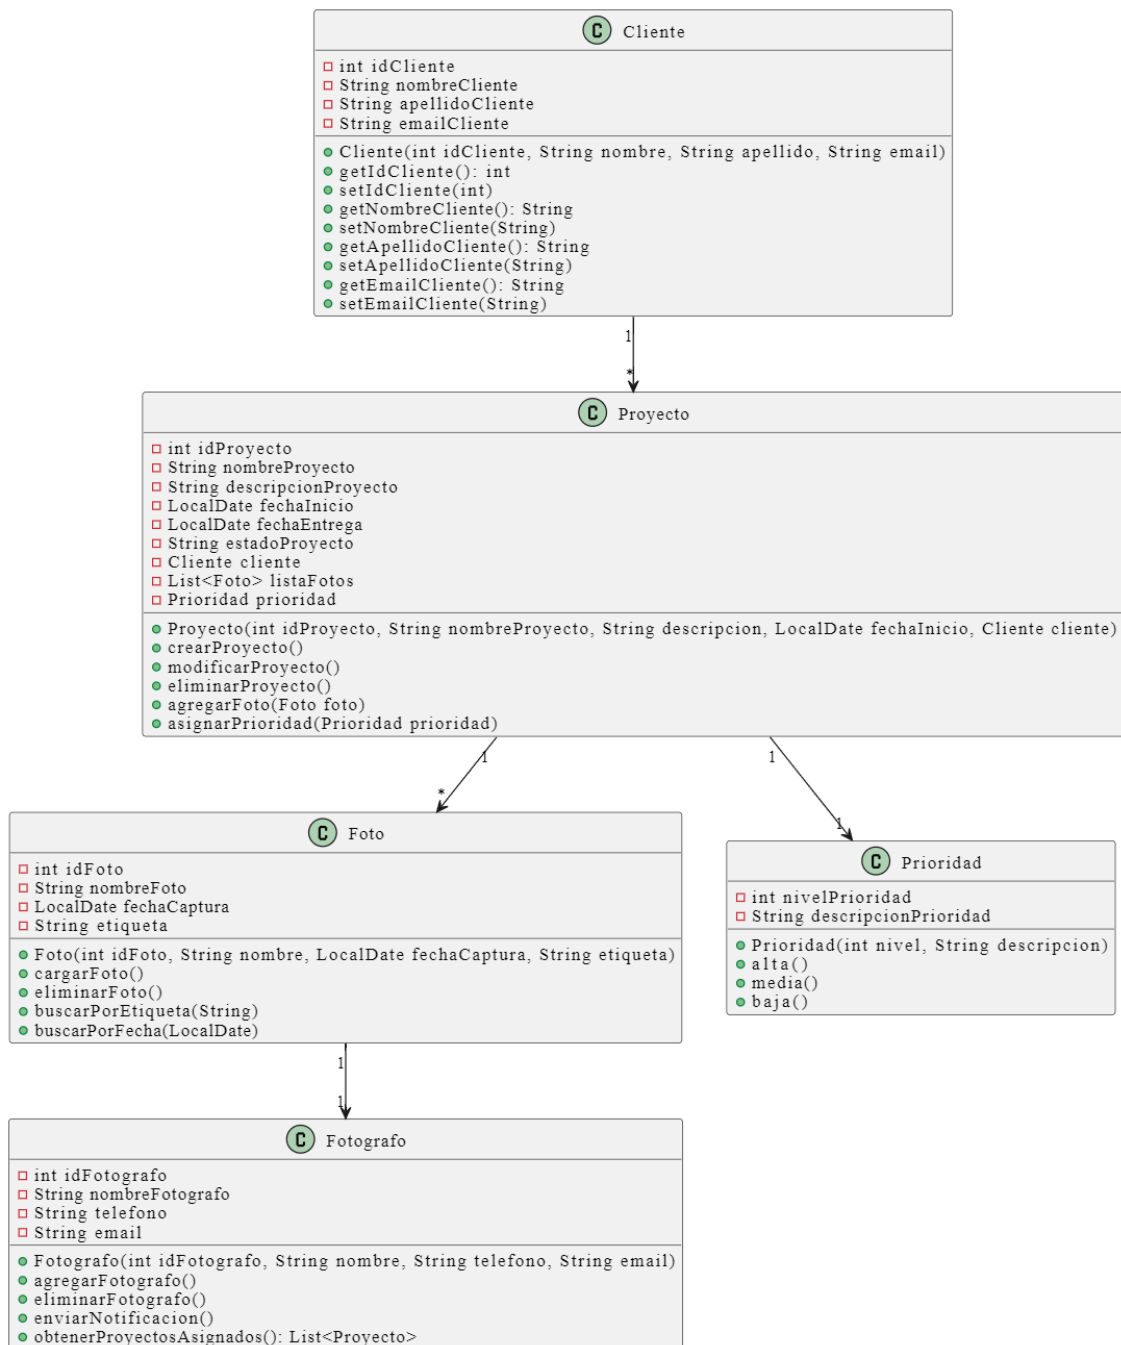 C Cliente
int idCliente
String nombreCliente
String apellidoCliente
String emailCliente
Cliente(int idCliente, String nombre, String apellido, String email)
getIdCliente(): int
setIdCliente(int)
getNombreCliente(): String
setNombreCliente(String)
getApellidoCliente(): String
setApellidoCliente(String)
getEmailCliente(): String
setEmailCliente(String)
1
*
C Proyecto
int idProyecto
String nombreProyecto
String descripcionProyecto
LocalDate fechaInicio
LocalDate fechaEntrega
String estadoProyecto
Cliente cliente
List<Foto> listaFotos
Prioridad prioridad
Proyecto(int idProyecto, String nombreProyecto, String descripcion, LocalDate fechaInicio, Cliente cliente)
crearProyecto()
modificarProyecto()
eliminarProyecto()
agregarFoto(Foto foto)
asignarPrioridad(Prioridad prioridad)
1
*
1
1
C Foto
int idFoto
String nombreFoto
LocalDate fechaCaptura
String etiqueta
Foto(int idFoto, String nombre, LocalDate fechaCaptura, String etiqueta)
cargarFoto()
eliminarFoto()
buscarPorEtiqueta(String)
buscarPorFecha(LocalDate)
C Prioridad
int nivelPrioridad
String descripcionPrioridad
Prioridad(int nivel, String descripcion)
alta()
media()
baja()
1
1
C Fotografo
int idFotografo
String nombreFotografo
String telefono
String email
Fotografo(int idFotografo, String nombre, String telefono, String email)
agregarFotografo()
eliminarFotografo()
enviarNotificacion()
obtenerProyectosAsignados(): List<Proyecto>